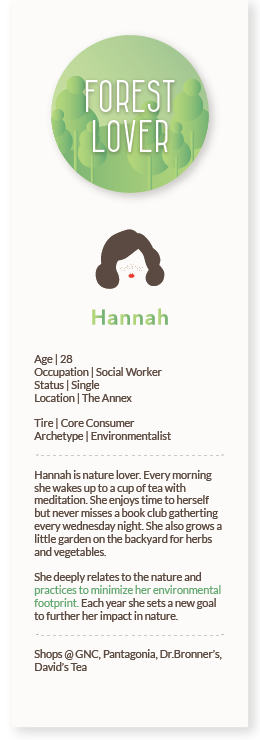 FOREST
LOVER
Hannah
Age | 28
Occupation | Social Worker
Status | Single
Location | The Annex
Tire | Core Consumer
Archetype | Environmentalist
Hannah is nature lover. Every morning
she wakes up to a cup of tea with
meditation. She enjoys time to herself
but never misses a book club gathering
every wednesday night. She also grows a
little garden on the backyard for herbs
and vegetables.
She deeply relates to the nature and
practices to minimize her environmental
footprint. Each year she sets a new goal
to further her impact in nature.
Shops @ GNC, Pantagonia, Dr.Bronner's,
David's Tea